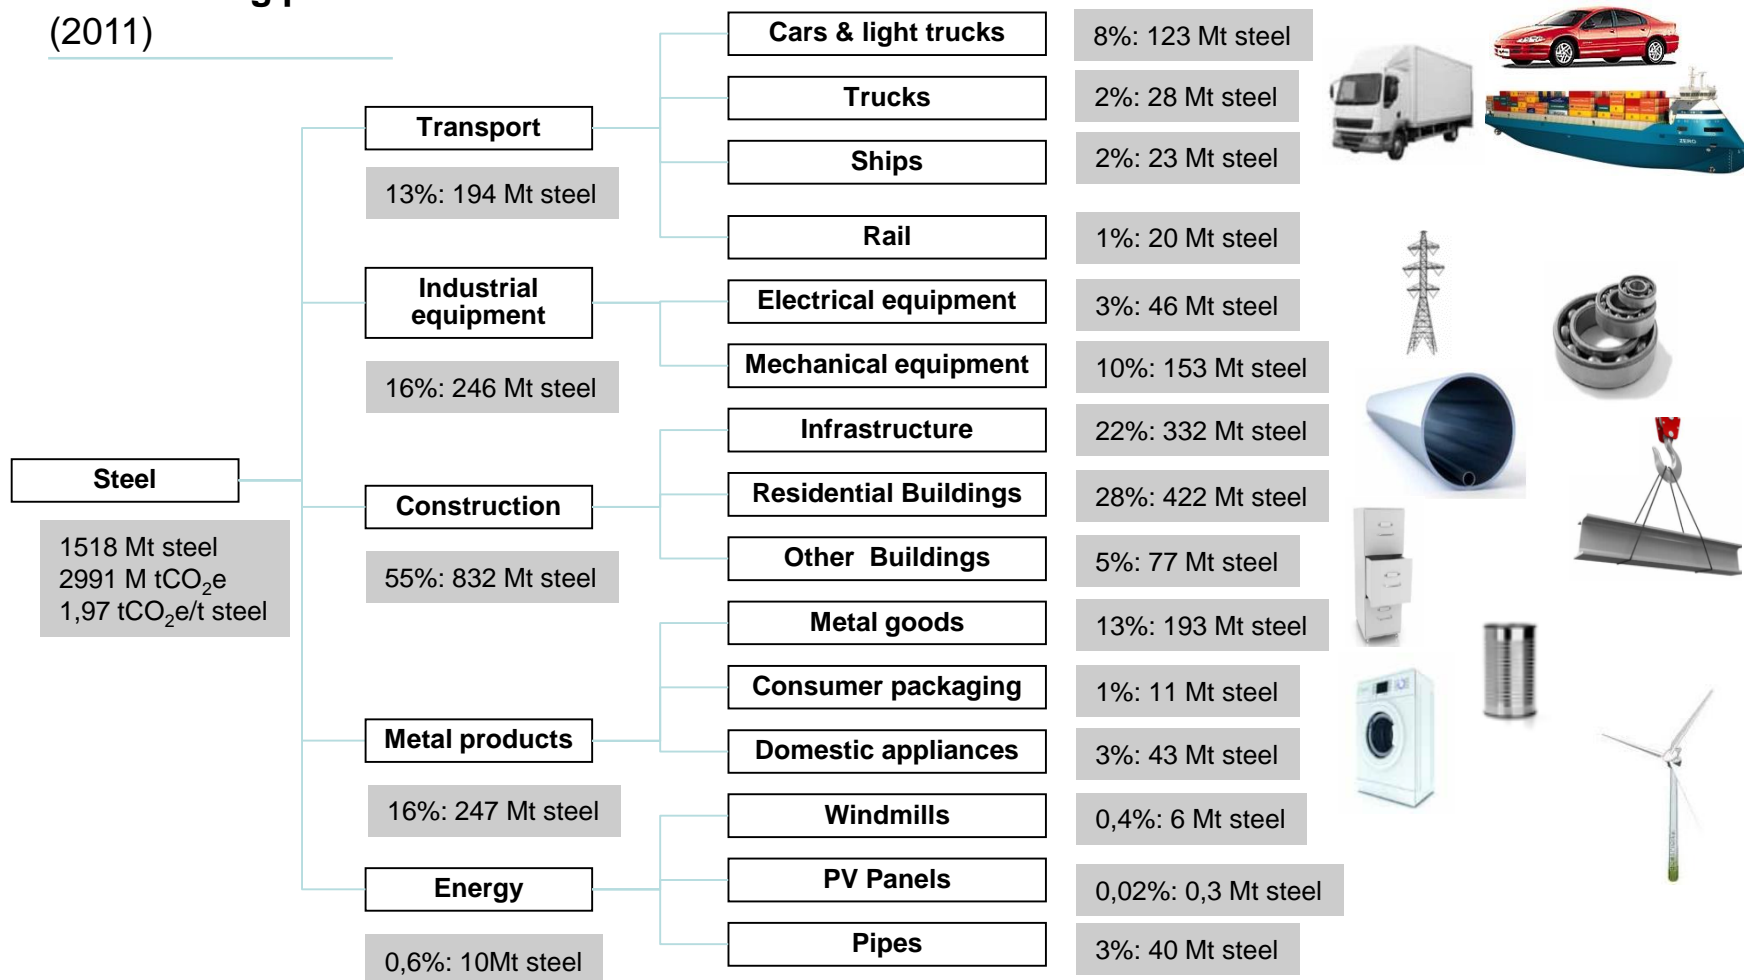 (2011)
Cars & light trucks
8%: 123 Mt steel
Trucks
2%: 28 Mt steel
Transport
13%: 194 Mt steel
Ships
2%: 23 Mt steel
Rail
1%: 20 Mt steel
Industrial
equipment
16%: 246 Mt steel
Electrical equipment
3%: 46 Mt steel
Mechanical equipment
10%: 153 Mt steel
Infrastructure
22%: 332 Mt steel
Steel
1518 Mt steel
2991 M tCO₂e
1,97 tCO₂e/t steel
Construction
55%: 832 Mt steel
Residential Buildings
28%: 422 Mt steel
Other Buildings
5%: 77 Mt steel
Metal goods
13%: 193 Mt steel
Consumer packaging
1%: 11 Mt steel
Metal products
16%: 247 Mt steel
Domestic appliances
3%: 43 Mt steel
Windmills
0,4%: 6 Mt steel
Energy
0,6%: 10Mt steel
PV Panels
0,02%: 0,3 Mt steel
Pipes
3%: 40 Mt steel
ZERO